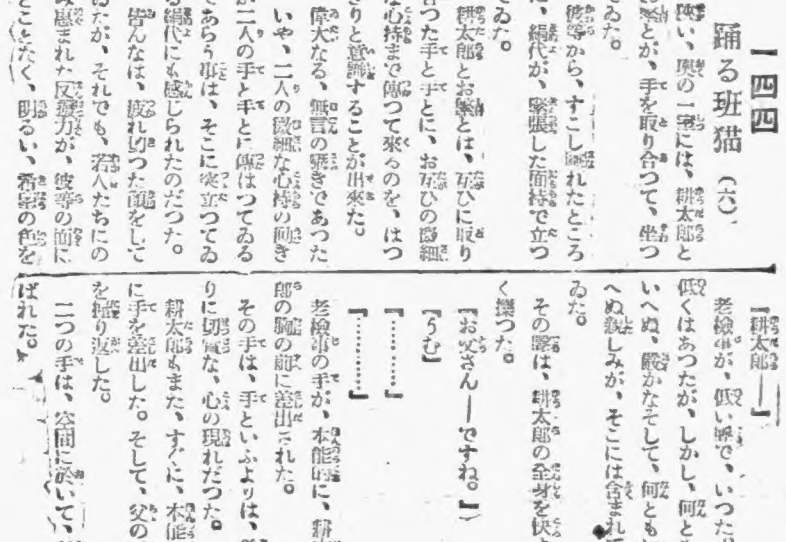 一四四
踊る班猫(六)
狭い、奥の一室には、耕太郎と
お繁とが、手を取り合つて、坐つ
てゐた。
彼等から、すこし離れたところ
に、絹代が、緊張した面持で立つ
てゐた。
耕太郎とお繁とは、互ひに取り
合つた手と手とに、お互ひの微細
な心持まで傳つて來るのを、はつ
きりと意識することが出來た。
偉大なる、無言の囁きであつた
いや、二人の微細な心持の動き
が二人の手と手とに傳はつてゐる
であらう事は、そこに突立つてゐ
る絹代にも感じられたのだつた。
皆んなは、疲れ切つた顔をして
ゐたが、それでも、若人たちにの
み惠まれた反撥力が、彼等の面に
どことなく、明るい、希望の色を
『耕太郎――』
老檢事が、低い聲で、いつた。
低くはあつたが、しかし、何とも
いへぬ、嚴かなそして、何ともい
へぬ親しみが、そこには含まれて
ゐた。
その聲は、耕太郎の全身を快よ
く擽つた。
『お父さん――ですね。』
『うむ』
『…………』
『…………』
老檢事の手が、本能的に、耕太
郎の胸の前に差出された。
その手は、手といふよりは、
りに切實な、心の現れだつた。
耕太郎もまた、すぐに、本能
に手を差出した。そして、父の
を握り返した。
二つの手は、空間に於いて、
ばれた。